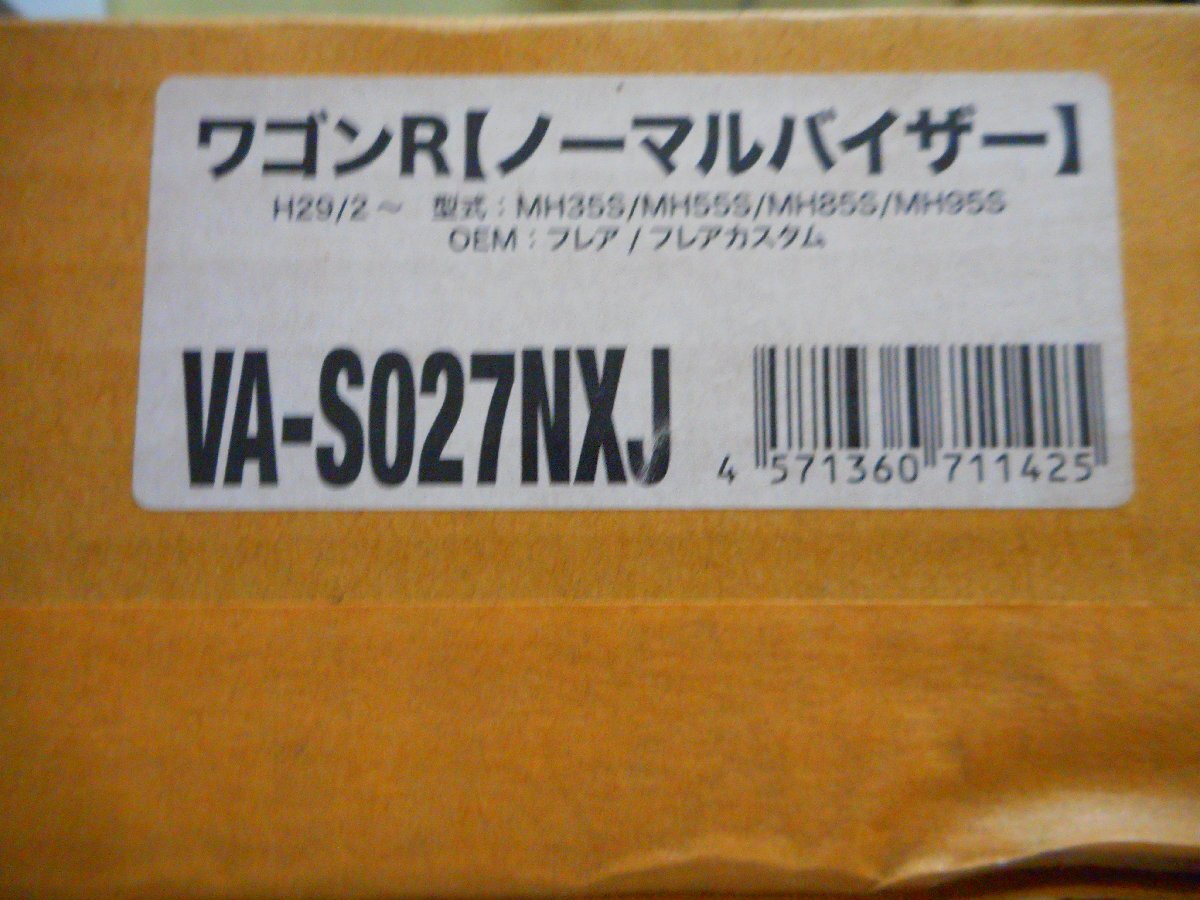 ワゴンR【ノーマルバイザー】
H29/2～ 型式：MH35S/MH55S/MH85S/MH95S
OEM：フレア/フレアカスタム
VA-S027NXJ
4 571360 711425